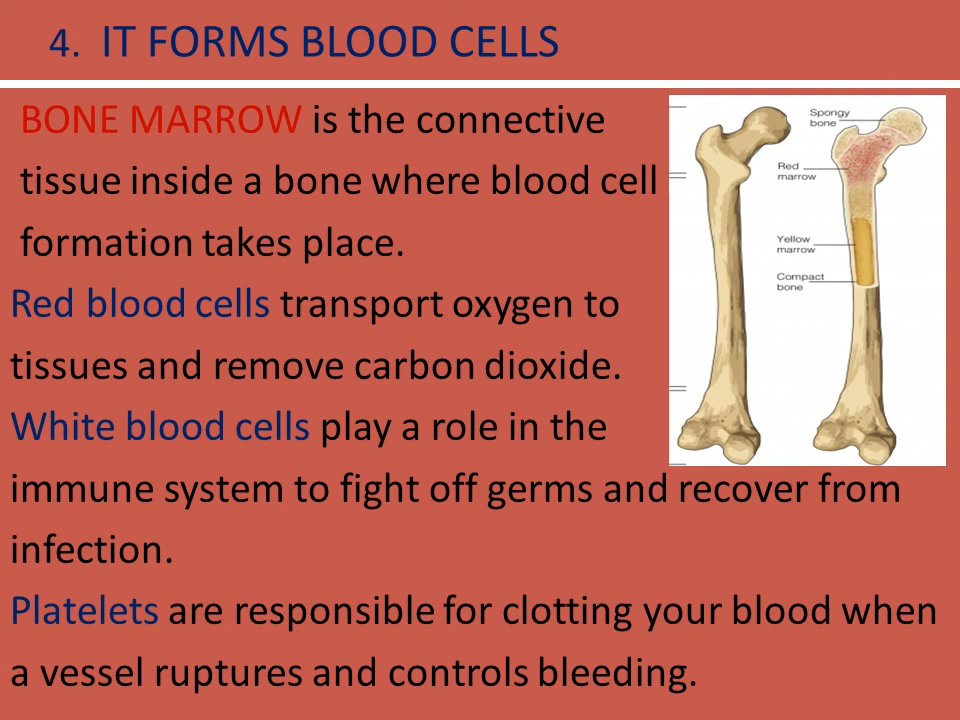 4. IT FORMS BLOOD CELLS
BONE MARROW is the connective
tissue inside a bone where blood cell
formation takes place.
Red blood cells transport oxygen to
tissues and remove carbon dioxide.
White blood cells play a role in the
immune system to fight off germs and recover from
infection.
Platelets are responsible for clotting your blood when
a vessel ruptures and controls bleeding.
Spongy
bone
Red
marrow
Yellow
marrow
Compact
bone